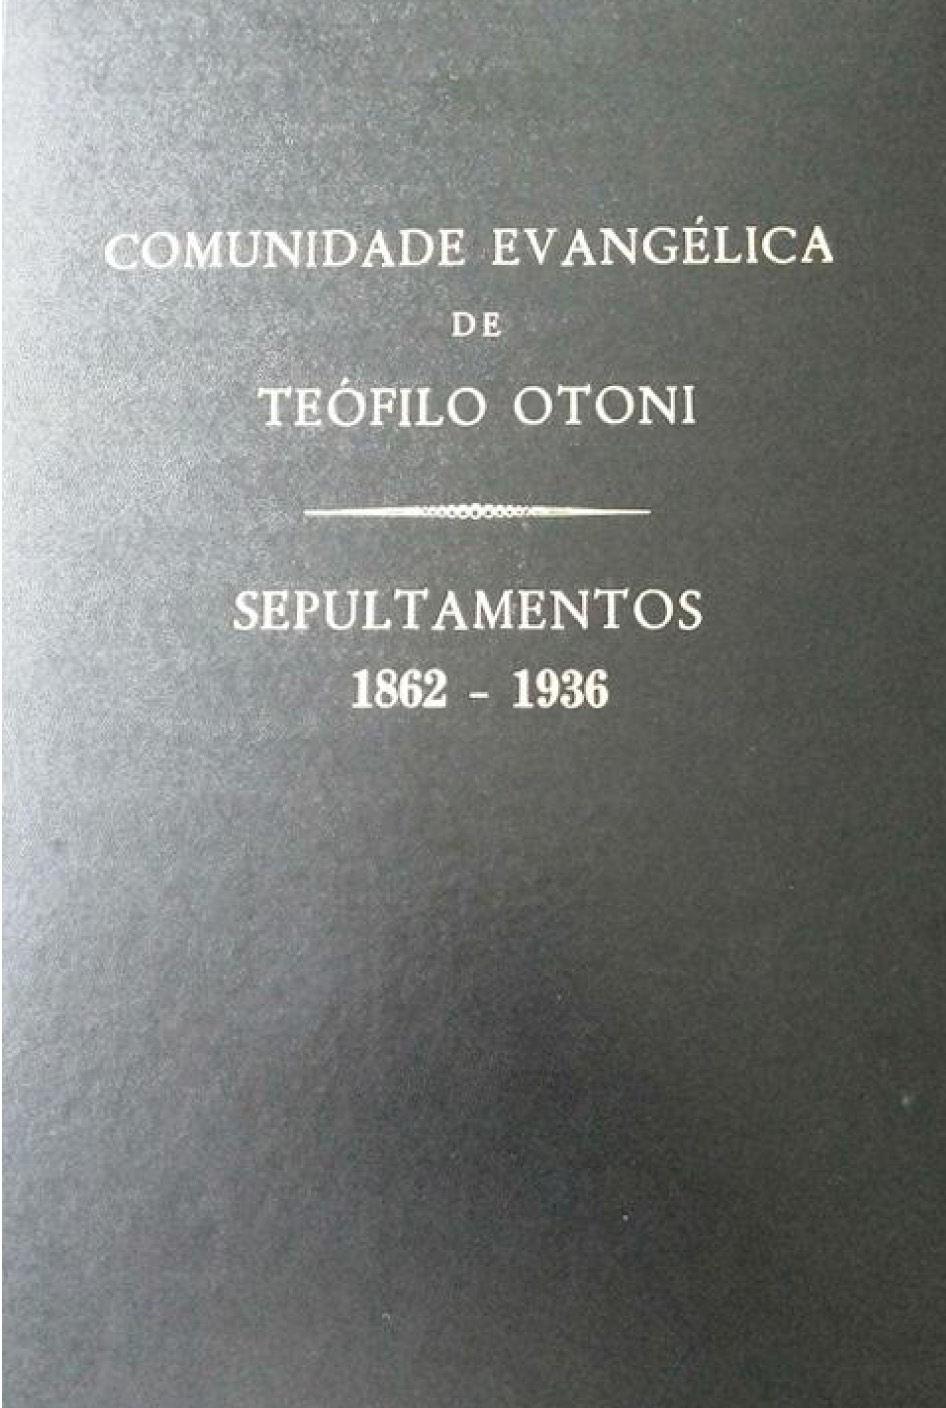 COMUNIDADE EVANGÉLICA
DE
TEÓFILO OTONI
SEPULTAMENTOS
1862 - 1936